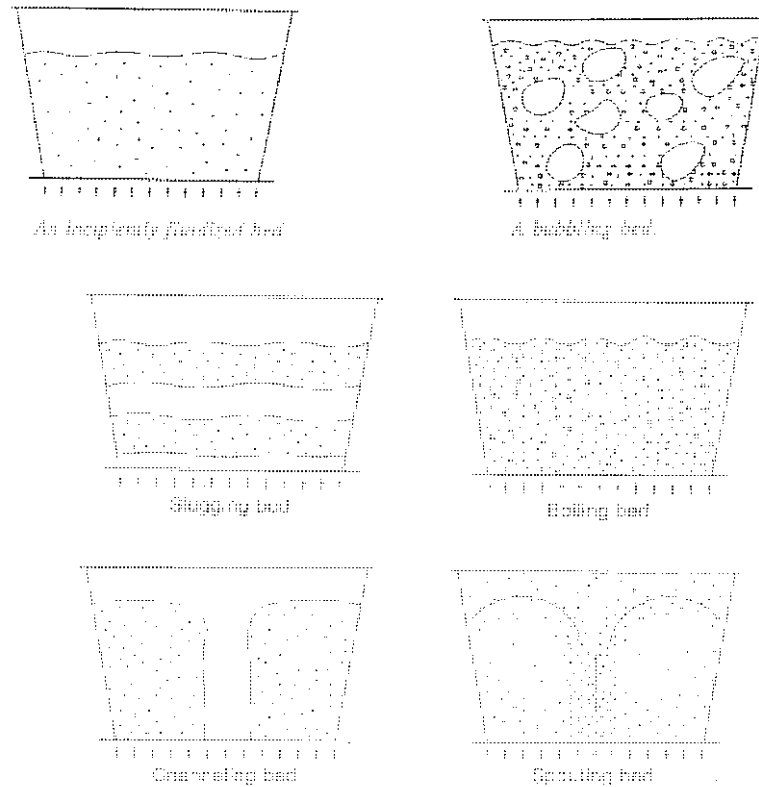 An incipiently fluidized bed
A bubbling bed.
Slugging bed
Boiling bed
Channeling bed
Spouting bed